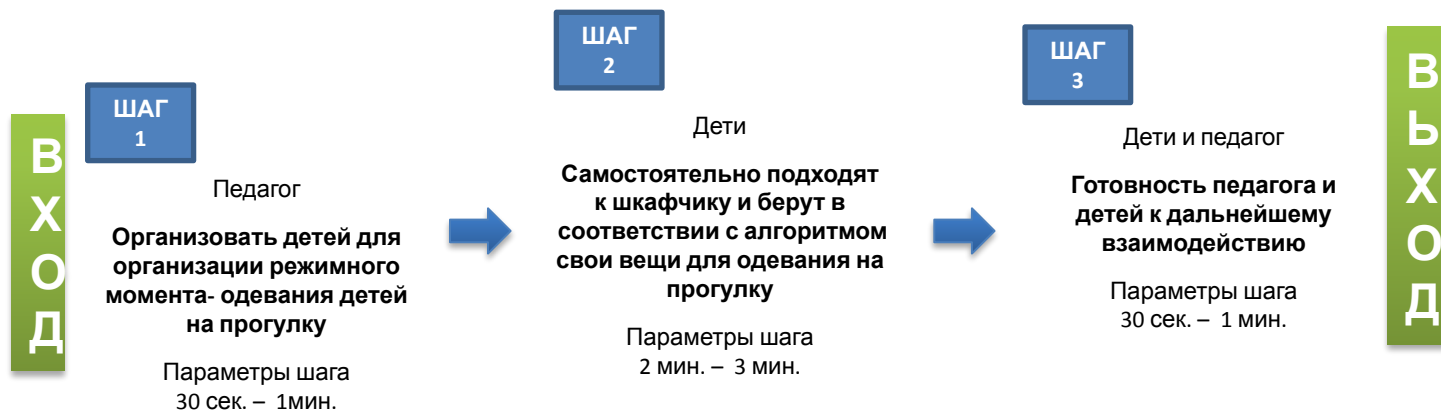 ВХОД
ШАГ
1
Педагог
Организовать детей для
организации режимного
момента- одевания детей
на прогулку
Параметры шага
30 сек. – 1мин.
ШАГ
2
Дети
Самостоятельно подходят
к шкафчику и берут в
соответствии с алгоритмом
свои вещи для одевания на
прогулку
Параметры шага
2 мин. – 3 мин.
ШАГ
3
Дети и педагог
Готовность педагога и
детей к дальнейшему
взаимодействию
Параметры шага
30 сек. – 1 мин.
ВЬХОД